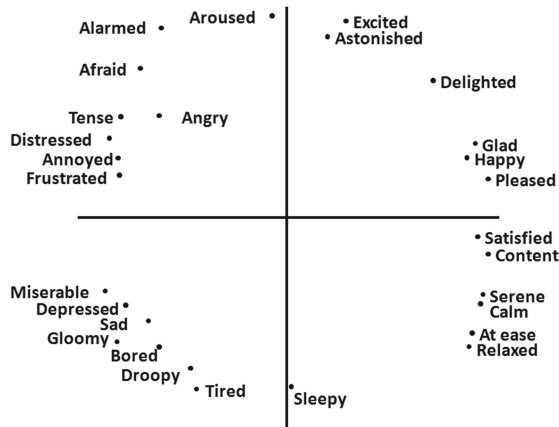 Aroused
Excited
Alarmed
Astonished
Afraid
Delighted
Tense
Angry
Distressed
Glad
Annoyed
Happy
Frustrated
Pleased
Satisfied
Content
Miserable
Serene
Depressed
Calm
Sad
At ease
Gloomy
Relaxed
Bored
Droopy
Tired
Sleepy